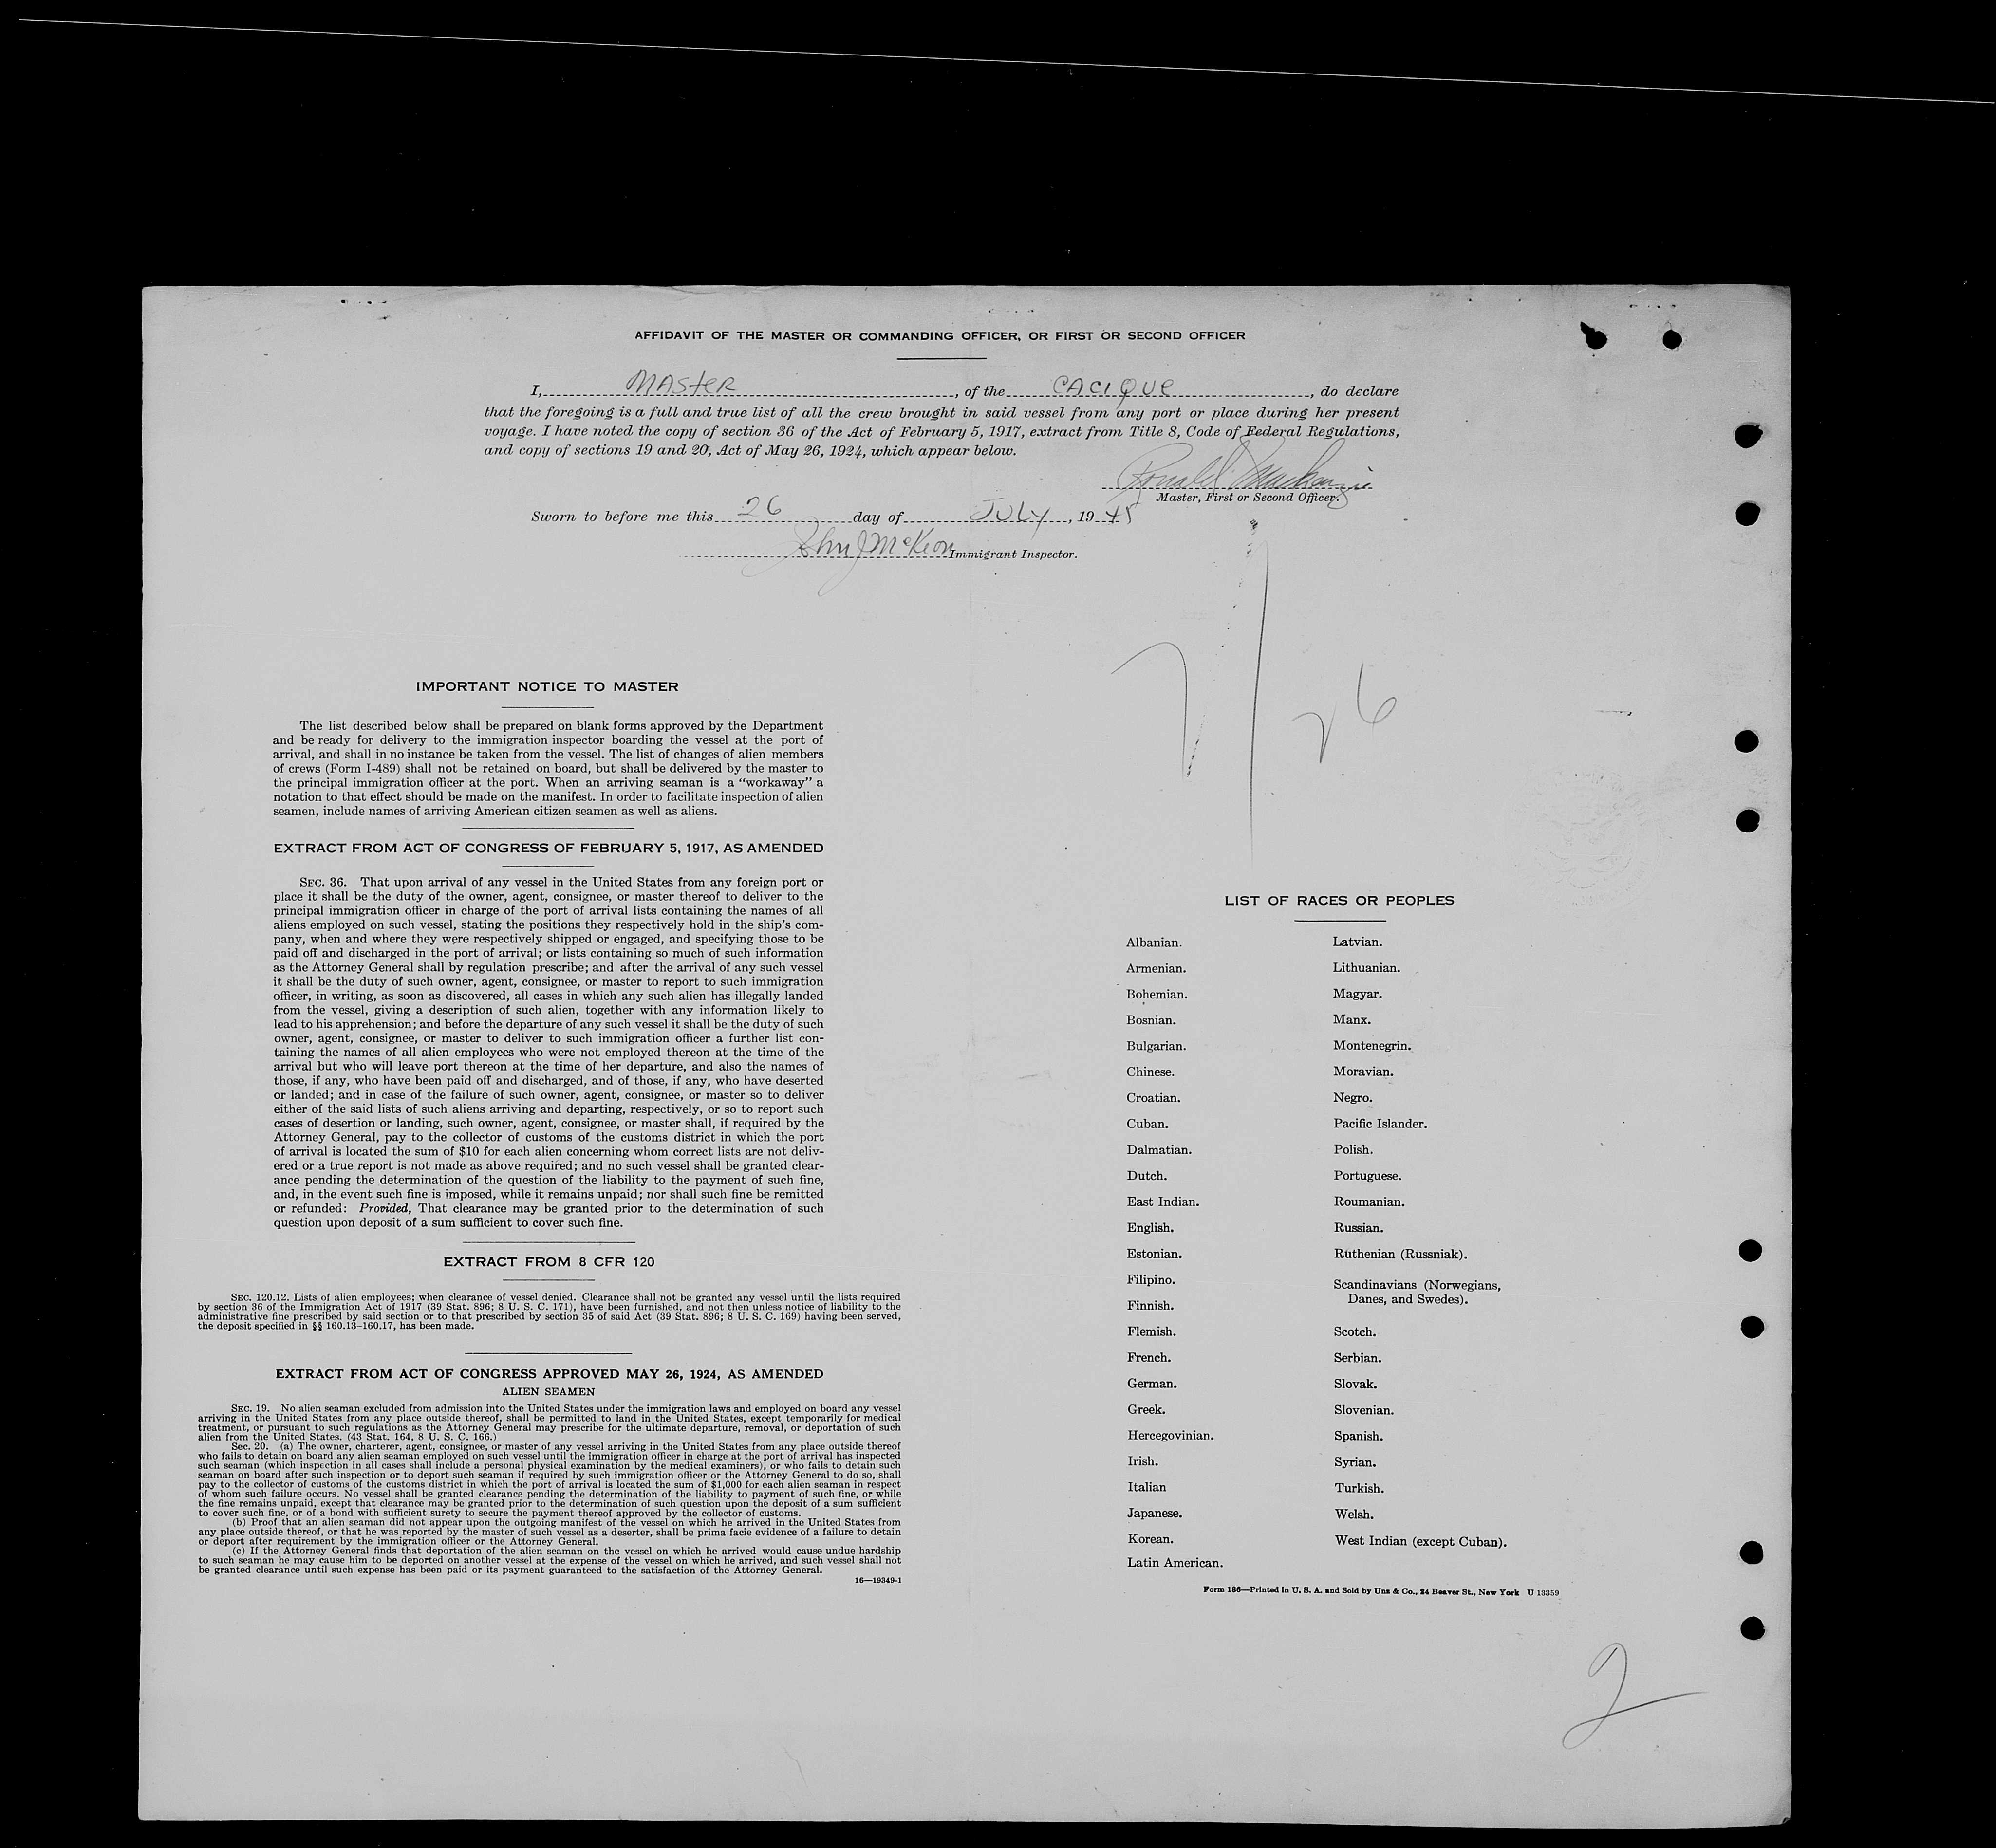 AFFIDAVIT OF THE MASTER OR COMMANDING OFFICER, OR FIRST OR SECOND OFFICER
I, MASTER, of the CACIQUE, do declare
that the foregoing is a full and true list of all the crew brought in said vessel from any port or place during her present
voyage. I have noted the copy of section 36 of the Act of February 5, 1917, extract from Title 8, Code of Federal Regulations,
and copy of sections 19 and 20, Act of May 26, 1924, which appear below.
Ronald
Master, First or Second Officer.
Sworn to before me this 26 day of JULY, 19 45
John J McKeon Immigrant Inspector.
7/26
IMPORTANT NOTICE TO MASTER
The list described below shall be prepared on blank forms approved by the Department
and be ready for delivery to the immigration inspector boarding the vessel at the port of
arrival, and shall in no instance be taken from the vessel. The list of changes of alien members
of crews (Form I-489) shall not be retained on board, but shall be delivered by the master to
the principal immigration officer at the port. When an arriving seaman is a “workaway” a
notation to that effect should be made on the manifest. In order to facilitate inspection of alien
seamen, include names of arriving American citizen seamen as well as aliens.
EXTRACT FROM ACT OF CONGRESS OF FEBRUARY 5, 1917, AS AMENDED
SEC. 36. That upon arrival of any vessel in the United States from any foreign port or
place it shall be the duty of the owner, agent, consignee, or master thereof to deliver to the
principal immigration officer in charge of the port of arrival lists containing the names of all
aliens employed on such vessel, stating the positions they respectively hold in the ship's com-
pany, when and where they were respectively shipped or engaged, and specifying those to be
paid off and discharged in the port of arrival; or lists containing so much of such information
as the Attorney General shall by regulation prescribe; and after the arrival of any such vessel
it shall be the duty of such owner, agent, consignee, or master to report to such immigration
officer, in writing, as soon as discovered, all cases in which any such alien has illegally landed
from the vessel, giving a description of such alien, together with any information likely to
lead to his apprehension; and before the departure of any such vessel it shall be the duty of such
owner, agent, consignee, or master to deliver to such immigration officer a further list con-
taining the names of all alien employees who were not employed thereon at the time of the
arrival but who will leave port thereon at the time of her departure, and also the names of
those, if any, who have been paid off and discharged, and of those, if any, who have deserted
or landed; and in case of the failure of such owner, agent, consignee, or master so to deliver
either of the said lists of such aliens arriving and departing, respectively, or so to report such
cases of desertion or landing, such owner, agent, consignee, or master shall, if required by the
Attorney General, pay to the collector of customs of the customs district in which the port
of arrival is located the sum of $10 for each alien concerning whom correct lists are not deliv-
ered or a true report is not made as above required; and no such vessel shall be granted clear-
ance pending the determination of the question of the liability to the payment of such fine,
and, in the event such fine is imposed, while it remains unpaid; nor shall such fine be remitted
or refunded: Provided, That clearance may be granted prior to the determination of such
question upon deposit of a sum sufficient to cover such fine.
EXTRACT FROM 8 CFR 120
SEC. 120.12. Lists of alien employees; when clearance of vessel denied. Clearance shall not be granted any vessel until the lists required
by section 36 of the Immigration Act of 1917 (39 Stat. 896; 8 U. S. C. 171), have been furnished, and not then unless notice of liability to the
administrative fine prescribed by said section or to that prescribed by section 35 of said Act (39 Stat. 896; 8 U. S. C. 169) having been served,
the deposit specified in §§ 160.13–160.17, has been made.
EXTRACT FROM ACT OF CONGRESS APPROVED MAY 26, 1924, AS AMENDED
ALIEN SEAMEN
SEC. 19. No alien seaman excluded from admission into the United States under the immigration laws and employed on board any vessel
arriving in the United States from any place outside thereof, shall be permitted to land in the United States, except temporarily for medical
treatment, or pursuant to such regulations as the Attorney General may prescribe for the ultimate departure, removal, or deportation of such
alien from the United States. (43 Stat. 164, 8 U. S. C. 166.)
Sec. 20. (a) The owner, charterer, agent, consignee, or master of any vessel arriving in the United States from any place outside thereof
who fails to detain on board any alien seaman employed on such vessel until the immigration officer in charge at the port of arrival has inspected
such seaman (which inspection in all cases shall include a personal physical examination by the medical examiners), or who fails to detain such
seaman on board after such inspection or to deport such seaman if required by such immigration officer or the Attorney General to do so, shall
pay to the collector of customs of the customs district in which the port of arrival is located the sum of $1,000 for each alien seaman in respect
of whom such failure occurs. No vessel shall be granted clearance pending the determination of the liability to payment of such fine, or while
the fine remains unpaid, except that clearance may be granted prior to the determination of such question upon the deposit of a sum sufficient
to cover such fine, or of a bond with sufficient surety to secure the payment thereof approved by the collector of customs.
(b) Proof that an alien seaman did not appear upon the outgoing manifest of the vessel on which he arrived in the United States from
any place outside thereof, or that he was reported by the master of such vessel as a deserter, shall be prima facie evidence of a failure to detain
or deport after requirement by the immigration officer or the Attorney General.
(c) If the Attorney General finds that deportation of the alien seaman on the vessel on which he arrived would cause undue hardship
to such seaman he may cause him to be deported on another vessel at the expense of the vessel on which he arrived, and such vessel shall not
be granted clearance until such expense has been paid or its payment guaranteed to the satisfaction of the Attorney General.
16—19349-1
LIST OF RACES OR PEOPLES
Albanian.
Armenian.
Bohemian.
Bosnian.
Bulgarian.
Chinese.
Croatian.
Cuban.
Dalmatian.
Dutch.
East Indian.
English.
Estonian.
Filipino.
Finnish.
Flemish.
French.
German.
Greek.
Hercegovinian.
Irish.
Italian
Japanese.
Korean.
Latin American.
Latvian.
Lithuanian.
Magyar.
Manx.
Montenegrin.
Moravian.
Negro.
Pacific Islander.
Polish.
Portuguese.
Roumanian.
Russian.
Ruthenian (Russniak).
Scandinavians (Norwegians,
Danes, and Swedes).
Scotch.
Serbian.
Slovak.
Slovenian.
Spanish.
Syrian.
Turkish.
Welsh.
West Indian (except Cuban).
Form 186—Printed in U. S. A. and Sold by Unz & Co., 24 Beaver St., New York U 13359
2